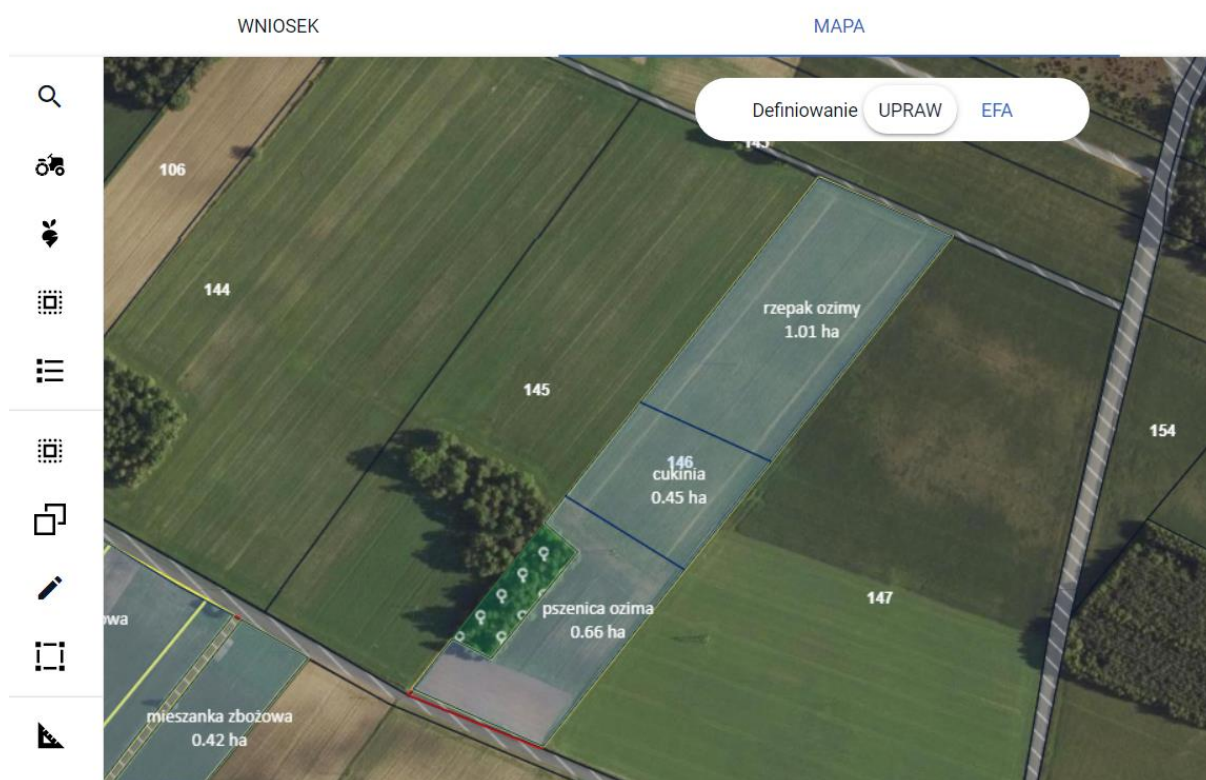 WNIOSEK
MAPA
Definiowanie UPRAW EFA
143
106
144
rzepak ozimy
1.01 ha
145
154
146
cukinia
0.45 ha
147
pszenica ozima
0.66 ha
owa
mieszanka zbożowa
0.42 ha